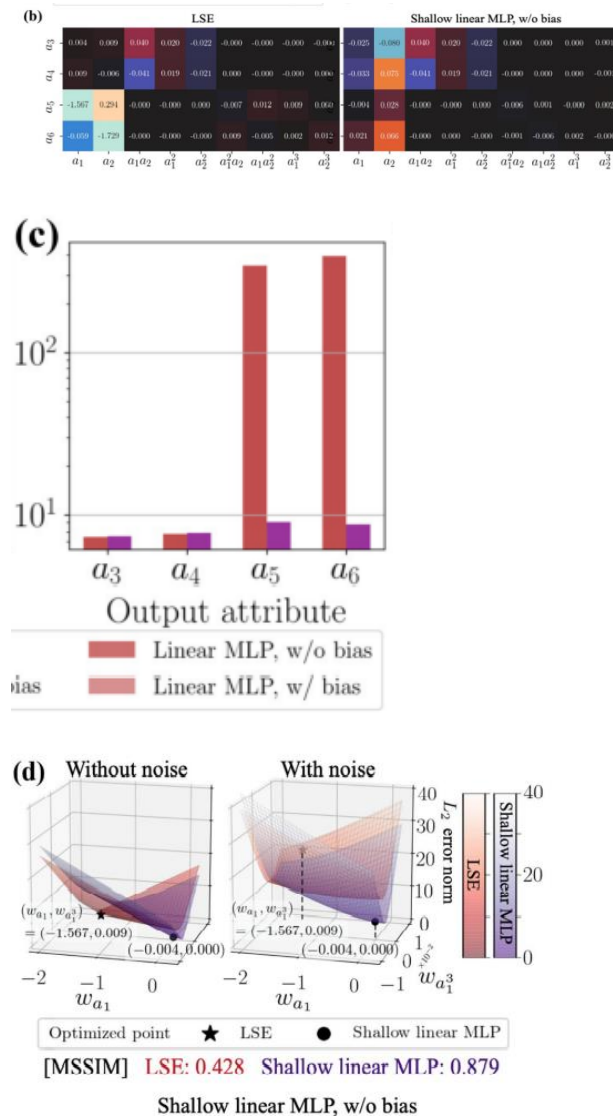 (b) LSE Shallow linear MLP, w/o bias
a3 0.004 0.009 0.040 0.020 -0.022 -0.000 -0.000 -0.000 -0.000 -0.025 -0.080 0.040 0.020 -0.022 -0.000 -0.000 -0.000 -0.000
a4 0.009 -0.006 -0.041 0.019 -0.021 -0.000 -0.000 -0.000 -0.000 -0.033 0.075 -0.041 0.019 -0.021 -0.000 -0.000 -0.000
a5 -1.567 0.294 -0.000 -0.000 -0.000 -0.007 0.012 0.009 -0.004 0.028 -0.000 -0.000 -0.000 -0.006 0.001 -0.000
a6 -0.059 -1.729 -0.000 -0.000 0.000 0.009 -0.005 0.002 0.012 0.021 0.066 -0.000 -0.000 -0.000 -0.001 -0.006 0.002 -0.000
a1 a2 a1a2 a1² a2² a1²a2 a1a2² a1³ a2³ a1 a2 a1a2 a1² a2² a1²a2 a1a2² a1³ a2³
(c)
10²
10¹
a3 a4 a5 a6
Output attribute
Linear MLP, w/o bias
bias Linear MLP, w/ bias
(d) Without noise With noise
40
30
20
10
0
L2 error norm
LSE
Shallow linear MLP
40
20
0
(wa1, wa1³)
= (−1.567, 0.009)
(−0.004, 0.000)
(wa1, wa1³)
= (−1.567, 0.009)
(−0.004, 0.000)
−2 −1 0
wa1
−2 −1 0
wa1
1
0
−1
×10⁻²
wa1³
Optimized point ★ LSE ● Shallow linear MLP
[MSSIM] LSE: 0.428 Shallow linear MLP: 0.879
Shallow linear MLP, w/o bias